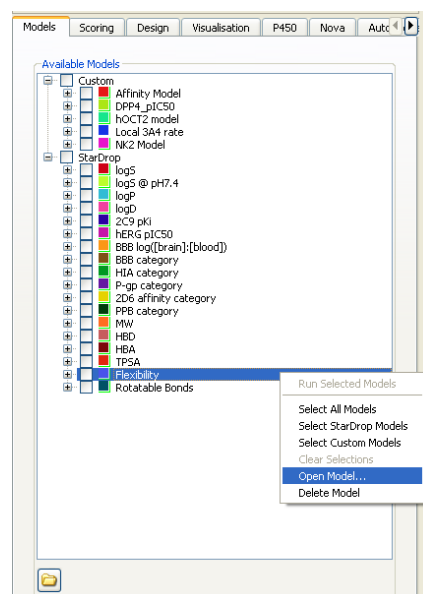 Models Scoring Design Visualisation P450 Nova Auto
Available Models
Custom
Affinity Model
DPP4_pIC50
hOCT2 model
Local 3A4 rate
NK2 Model
StarDrop
logS
logS @ pH7.4
logP
logD
2C9 pKi
hERG pIC50
BBB log([brain]:[blood])
BBB category
HIA category
P-gp category
2D6 affinity category
PPB category
MW
HBD
HBA
TPSA
Flexibility
Rotatable Bonds
Run Selected Models
Select All Models
Select StarDrop Models
Select Custom Models
Clear Selections
Open Model...
Delete Model